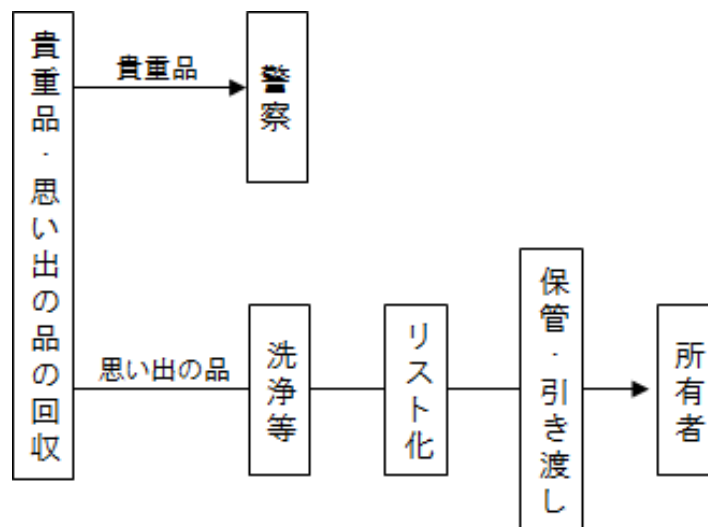 貴重品・思い出の品の回収
貴重品
警察
思い出の品
洗浄等
リスト化
保管・引き渡し
所有者